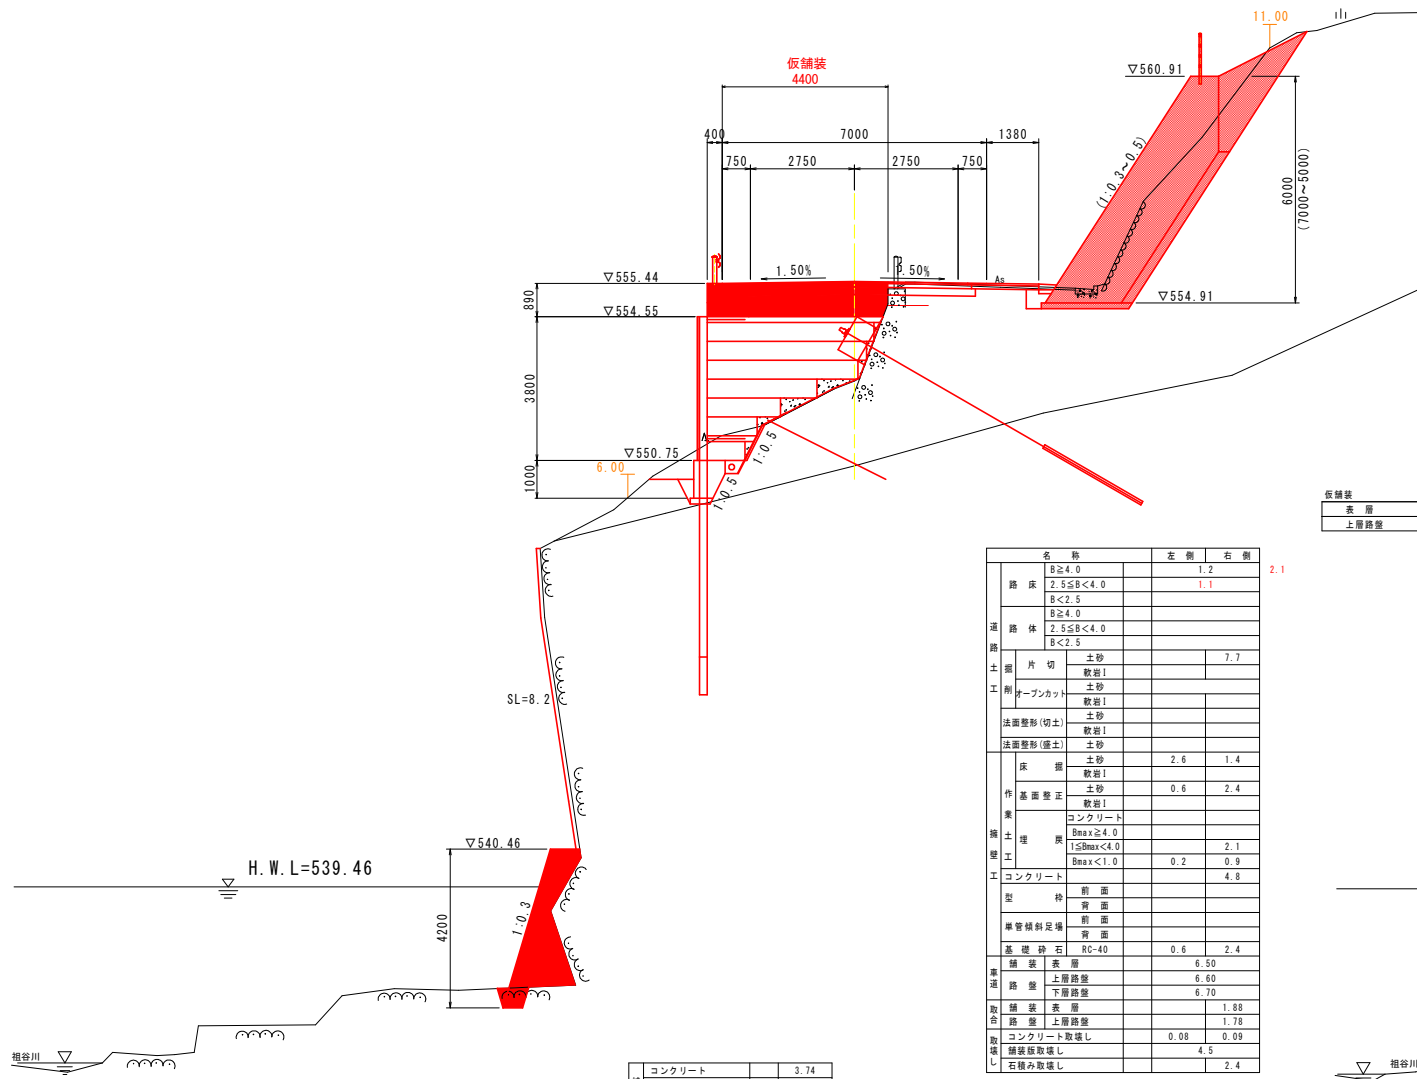 11.00
仮舗装
4400
▽560.91
400
7000
1380
750
2750
2750
750
(1:0.3~0.5)
6000
(7000~5000)
▽555.44
1.50%
.50%
As
890
▽554.55
▽554.91
3800
1:0.5
▽550.75
6.00
1000
1:0.5
仮舗装
表 層
上層路盤
SL=8.2
▽540.46
H.W.L=539.46
1:0.3
4200
祖谷川
祖谷川
名 称 左 側 右 側
道路土工
路 床 B≧4.0 1.2 2.1
2.5≦B<4.0 1.1
B<2.5
路 体 B≧4.0
2.5≦B<4.0
B<2.5
掘削 片 切 土砂 7.7
軟岩Ⅰ
オープンカット 土砂
軟岩Ⅰ
法面整形(切土) 土砂
軟岩Ⅰ
法面整形(盛土) 土砂
擁壁工
作業土工 床 掘 土砂 2.6 1.4
軟岩Ⅰ
基面整正 土砂 0.6 2.4
軟岩Ⅰ
埋 戻 コンクリート
Bmax≧4.0
1≦Bmax<4.0 2.1
Bmax<1.0 0.2 0.9
コンクリート 4.8
型 枠 前 面
背 面
単管傾斜足場 前 面
背 面
基 礎 砕 石 RC-40 0.6 2.4
車道 舗 装 表 層 6.50
路 盤 上層路盤 6.60
下層路盤 6.70
取合 舗 装 表 層 1.88
路 盤 上層路盤 1.78
取壊し コンクリート取壊し 0.08 0.09
舗装版取壊し 4.5
石積み取壊し 2.4
コンクリート 3.74